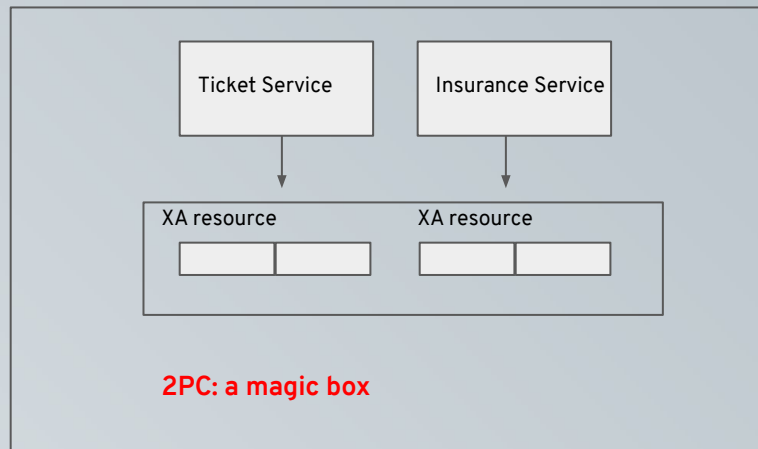 Ticket Service
Insurance Service
XA resource
XA resource
2PC: a magic box